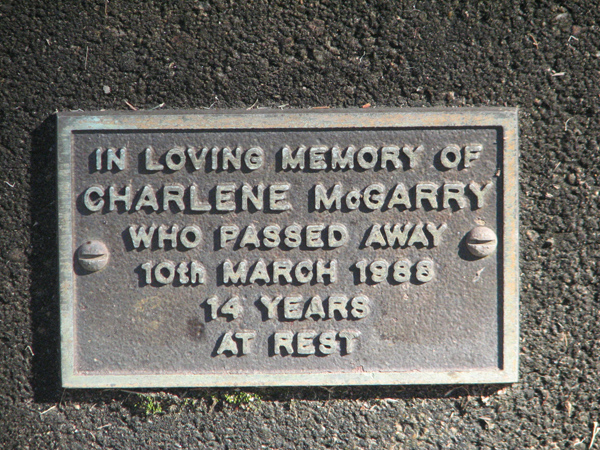 IN LOVING MEMORY OF
CHARLENE McGARRY
WHO PASSED AWAY
10th MARCH 1988
14 YEARS
AT REST